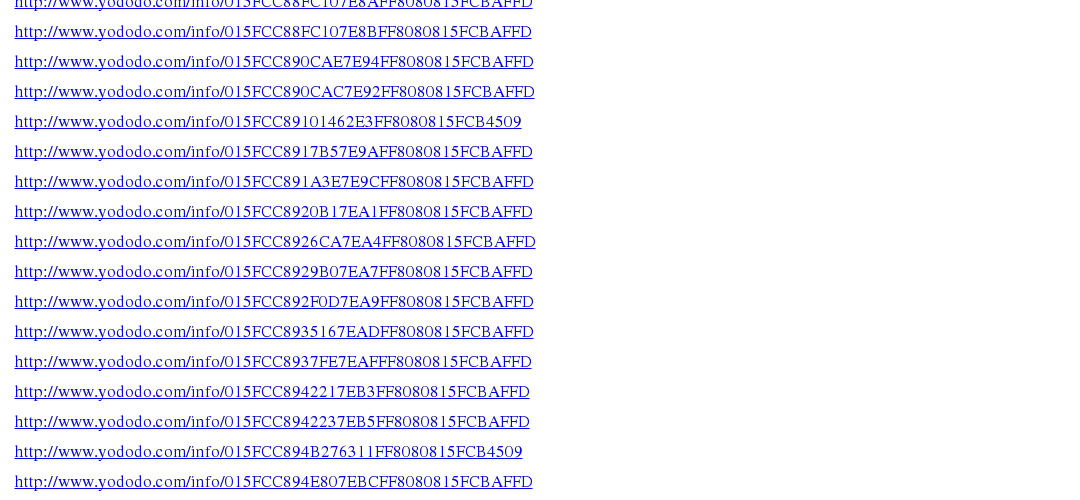 http://www.yododo.com/info/015FCC88FC107E8AFF8080815FCBAFFD
http://www.yododo.com/info/015FCC88FC107E8BFF8080815FCBAFFD
http://www.yododo.com/info/015FCC890CAE7E94FF8080815FCBAFFD
http://www.yododo.com/info/015FCC890CAC7E92FF8080815FCBAFFD
http://www.yododo.com/info/015FCC89101462E3FF8080815FCB4509
http://www.yododo.com/info/015FCC8917B57E9AFF8080815FCBAFFD
http://www.yododo.com/info/015FCC891A3E7E9CFF8080815FCBAFFD
http://www.yododo.com/info/015FCC8920B17EA1FF8080815FCBAFFD
http://www.yododo.com/info/015FCC8926CA7EA4FF8080815FCBAFFD
http://www.yododo.com/info/015FCC8929B07EA7FF8080815FCBAFFD
http://www.yododo.com/info/015FCC892F0D7EA9FF8080815FCBAFFD
http://www.yododo.com/info/015FCC8935167EADFF8080815FCBAFFD
http://www.yododo.com/info/015FCC8937FE7EAFFF8080815FCBAFFD
http://www.yododo.com/info/015FCC8942217EB3FF8080815FCBAFFD
http://www.yododo.com/info/015FCC8942237EB5FF8080815FCBAFFD
http://www.yododo.com/info/015FCC894B276311FF8080815FCB4509
http://www.yododo.com/info/015FCC894E807EBCFF8080815FCBAFFD